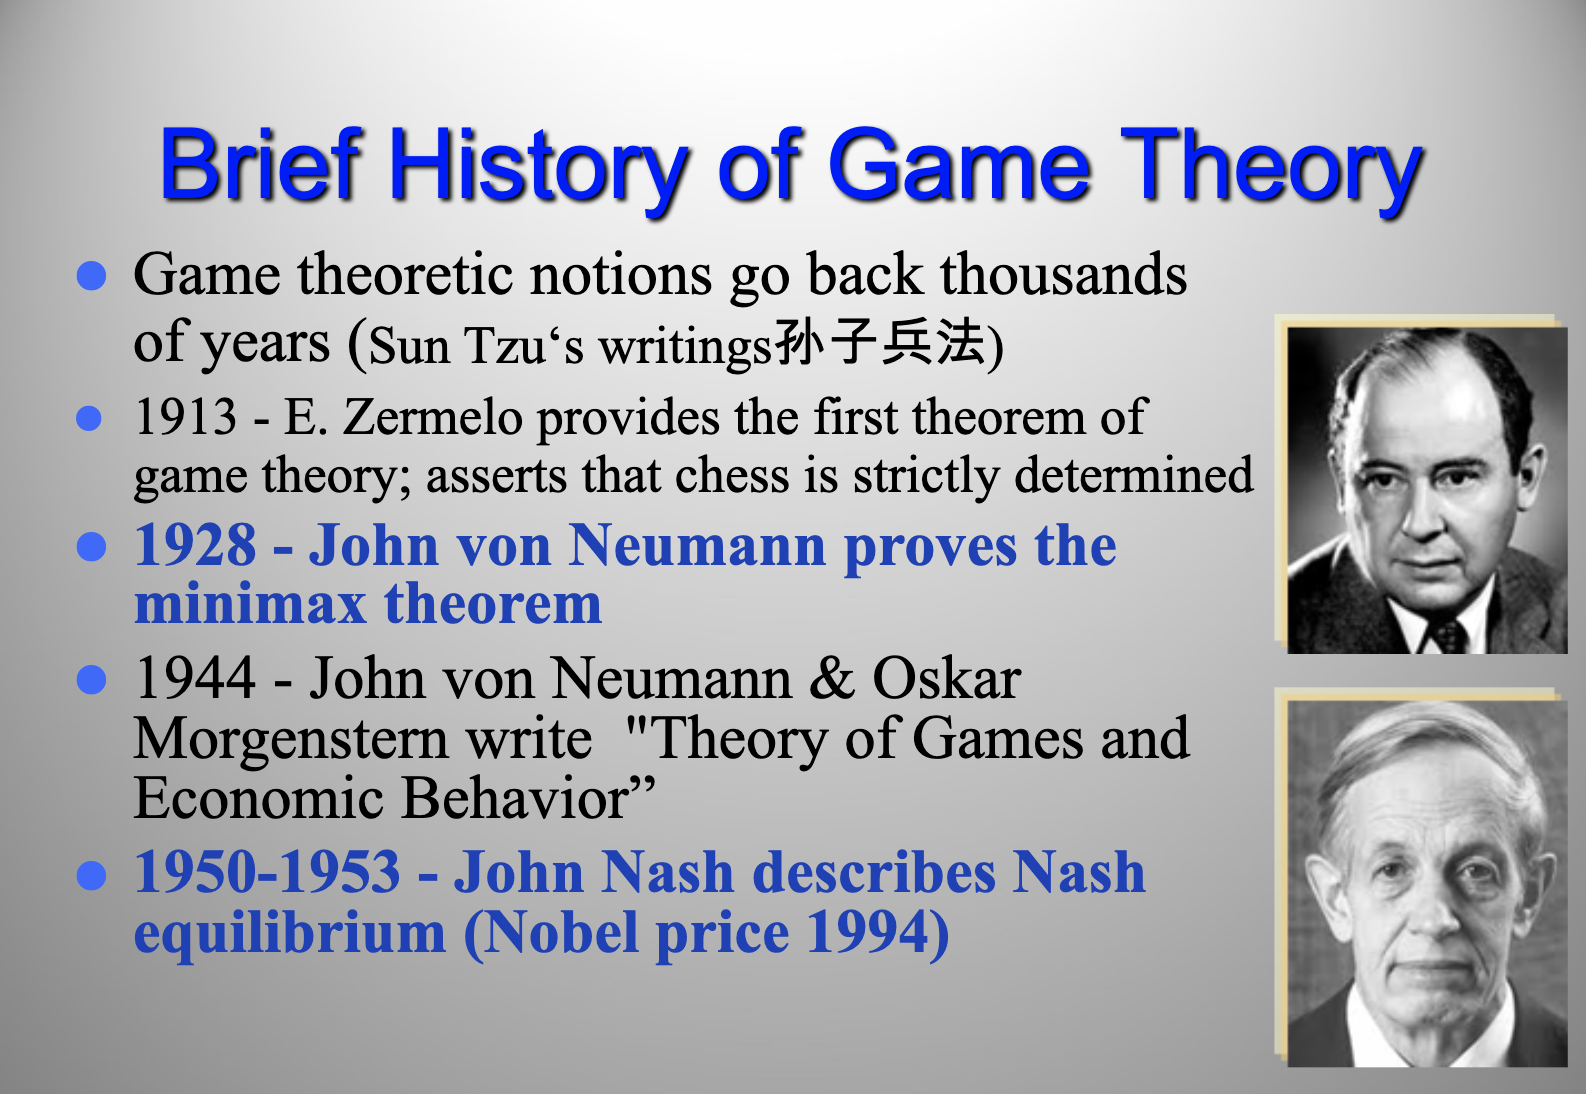 Brief History of Game Theory
Game theoretic notions go back thousands
of years (Sun Tzu‘s writings孙子兵法)
1913 - E. Zermelo provides the first theorem of
game theory; asserts that chess is strictly determined
1928 - John von Neumann proves the
minimax theorem
1944 - John von Neumann & Oskar
Morgenstern write  "Theory of Games and
Economic Behavior”
1950-1953 - John Nash describes Nash
equilibrium (Nobel price 1994)